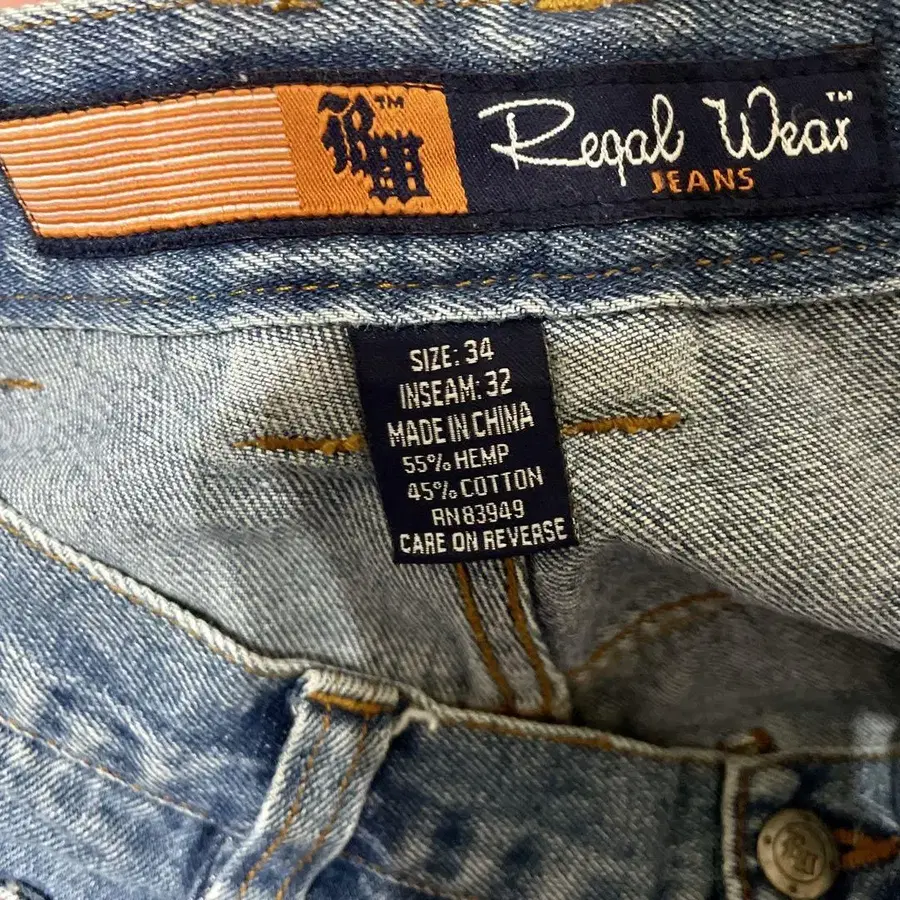 RW™
Regal Wear™
JEANS
SIZE: 34
INSEAM: 32
MADE IN CHINA
55% HEMP
45% COTTON
RN83949
CARE ON REVERSE
RW